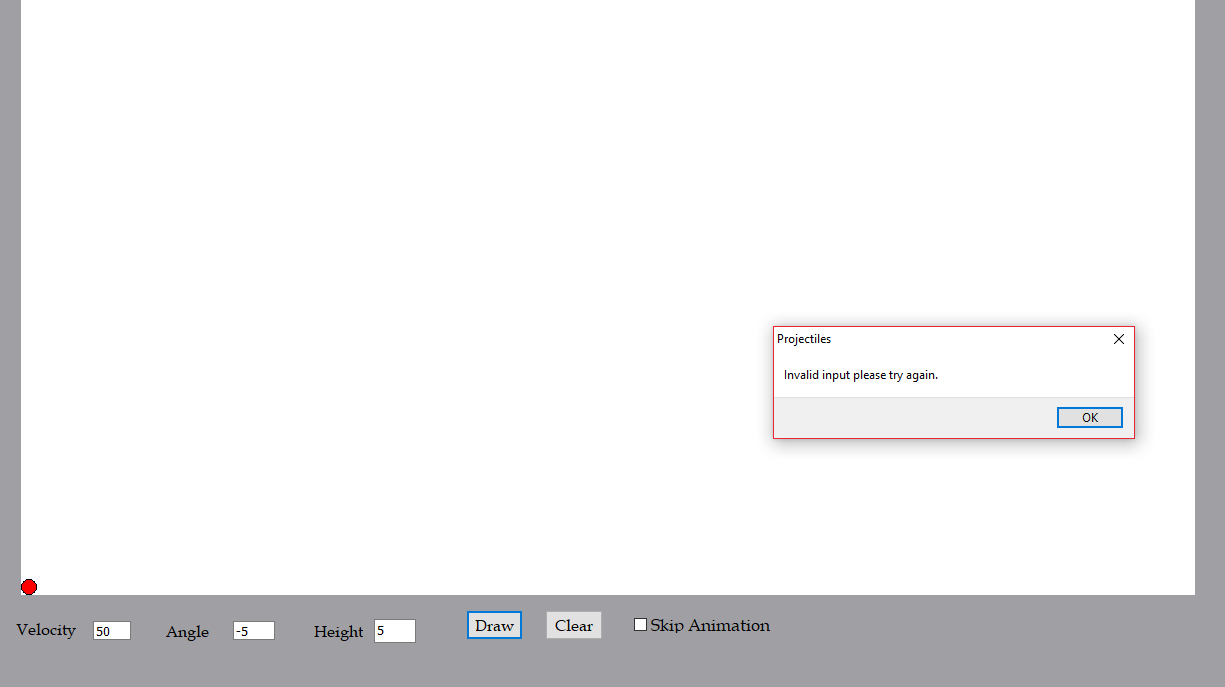 Projectiles
Invalid input please try again.
OK
Velocity 50 Angle -5 Height 5 Draw Clear Skip Animation